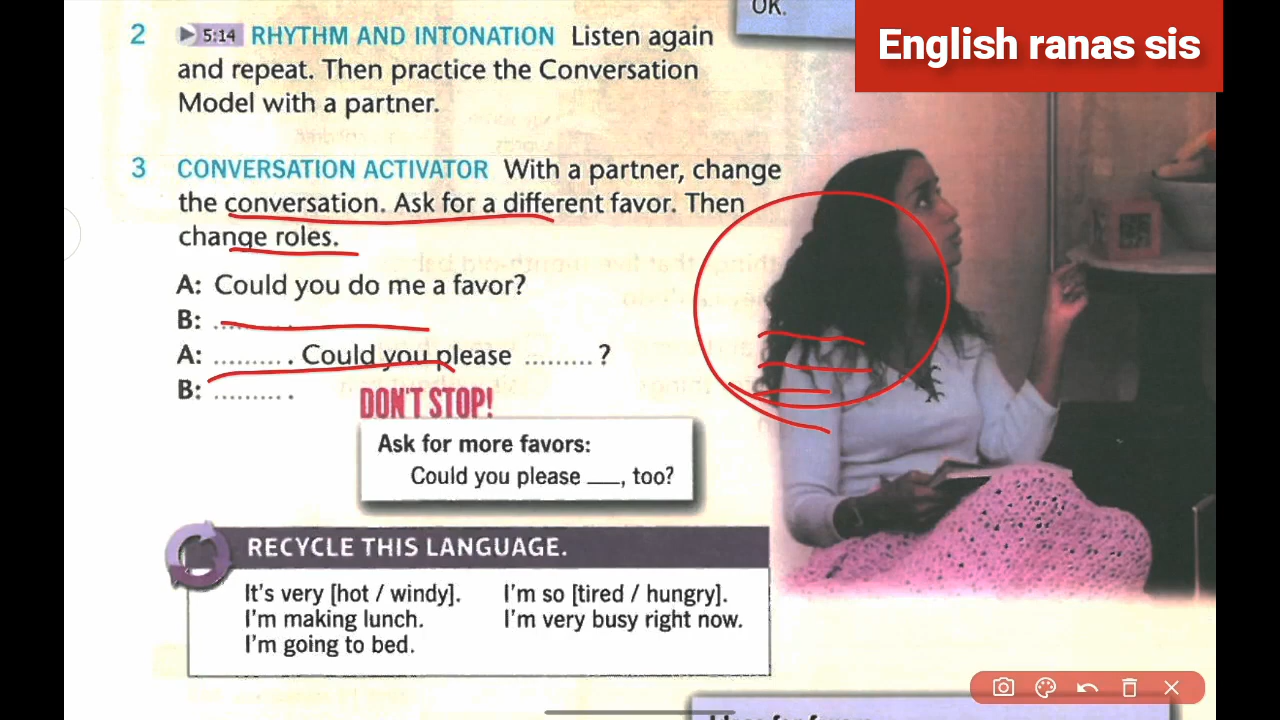 OK.
English ranas sis
2 5:14 RHYTHM AND INTONATION Listen again
and repeat. Then practice the Conversation
Model with a partner.
3 CONVERSATION ACTIVATOR With a partner, change
the conversation. Ask for a different favor. Then
change roles.
A: Could you do me a favor?
B: .......... .
A: .......... . Could you please .......... ?
B: .......... .
DON'T STOP!
Ask for more favors:
Could you please ___, too?
RECYCLE THIS LANGUAGE.
It's very [hot / windy]. I'm so [tired / hungry].
I'm making lunch. I'm very busy right now.
I'm going to bed.